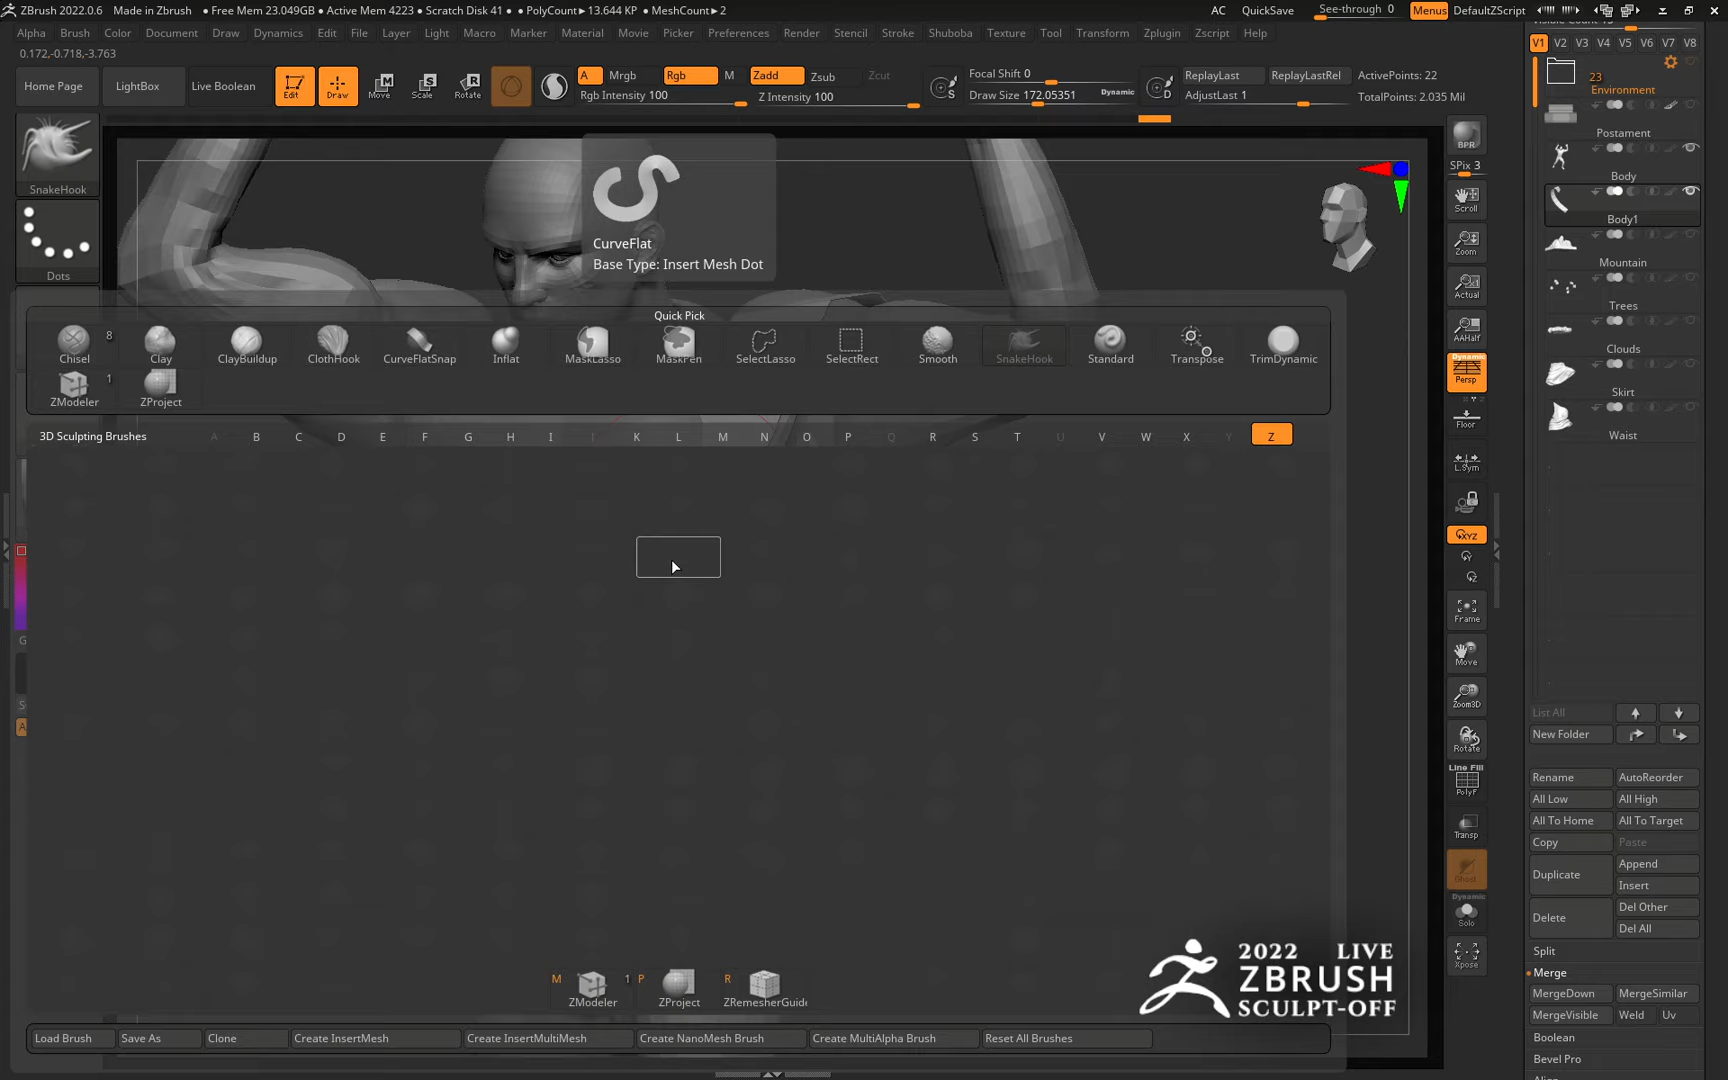 ZBrush 2022.0.6 Made in Zbrush • Free Mem 23.049GB • Active Mem 4223 • Scratch Disk 41 • • PolyCount► 13.644 KP • MeshCount► 2 AC QuickSave See-through 0 Menus DefaultZScript
Alpha Brush Color Document Draw Dynamics Edit File Layer Light Macro Marker Material Movie Picker Preferences Render Stencil Stroke Shuboba Texture Tool Transform Zplugin Zscript Help
0.172,-0.718,-3.763
Home Page LightBox Live Boolean Edit Draw Move Scale Rotate
A Mrgb Rgb M Zadd Zsub Zcut
Rgb Intensity 100 Z Intensity 100
S Focal Shift 0
Draw Size 172.05351 Dynamic D
ReplayLast ReplayLastRel ActivePoints: 22
AdjustLast 1 TotalPoints: 2.035 Mil
SnakeHook
Dots
CurveFlat
Base Type: Insert Mesh Dot
Quick Pick
Chisel 8 Clay ClayBuildup ClothHook CurveFlatSnap Inflat MaskLasso MaskPen SelectLasso SelectRect Smooth SnakeHook Standard Transpose TrimDynamic
ZModeler 1 ZProject
3D Sculpting Brushes A B C D E F G H I J K L M N O P Q R S T U V W X Y Z
G
S
A
M ZModeler 1 P ZProject R ZRemesherGuide
2022 LIVE
ZBRUSH
SCULPT-OFF
Load Brush Save As Clone Create InsertMesh Create InsertMultiMesh Create NanoMesh Brush Create MultiAlpha Brush Reset All Brushes
BPR
SPix 3
Scroll
Zoom
Actual
AAHalf
Dynamic
Persp
Floor
L.Sym
XYZ
Y
Z
Frame
Move
Zoom3D
Rotate
Line Fill
PolyF
Transp
Ghost
Dynamic
Solo
Xpose
V1 V2 V3 V4 V5 V6 V7 V8
23
Environment
Postament
Body
Body1
Mountain
Trees
Clouds
Skirt
Waist
List All
New Folder
Rename AutoReorder
All Low All High
All To Home All To Target
Copy Paste
Duplicate Append
Insert
Delete Del Other
Del All
Split
Merge
MergeDown MergeSimilar
MergeVisible Weld Uv
Boolean
Bevel Pro